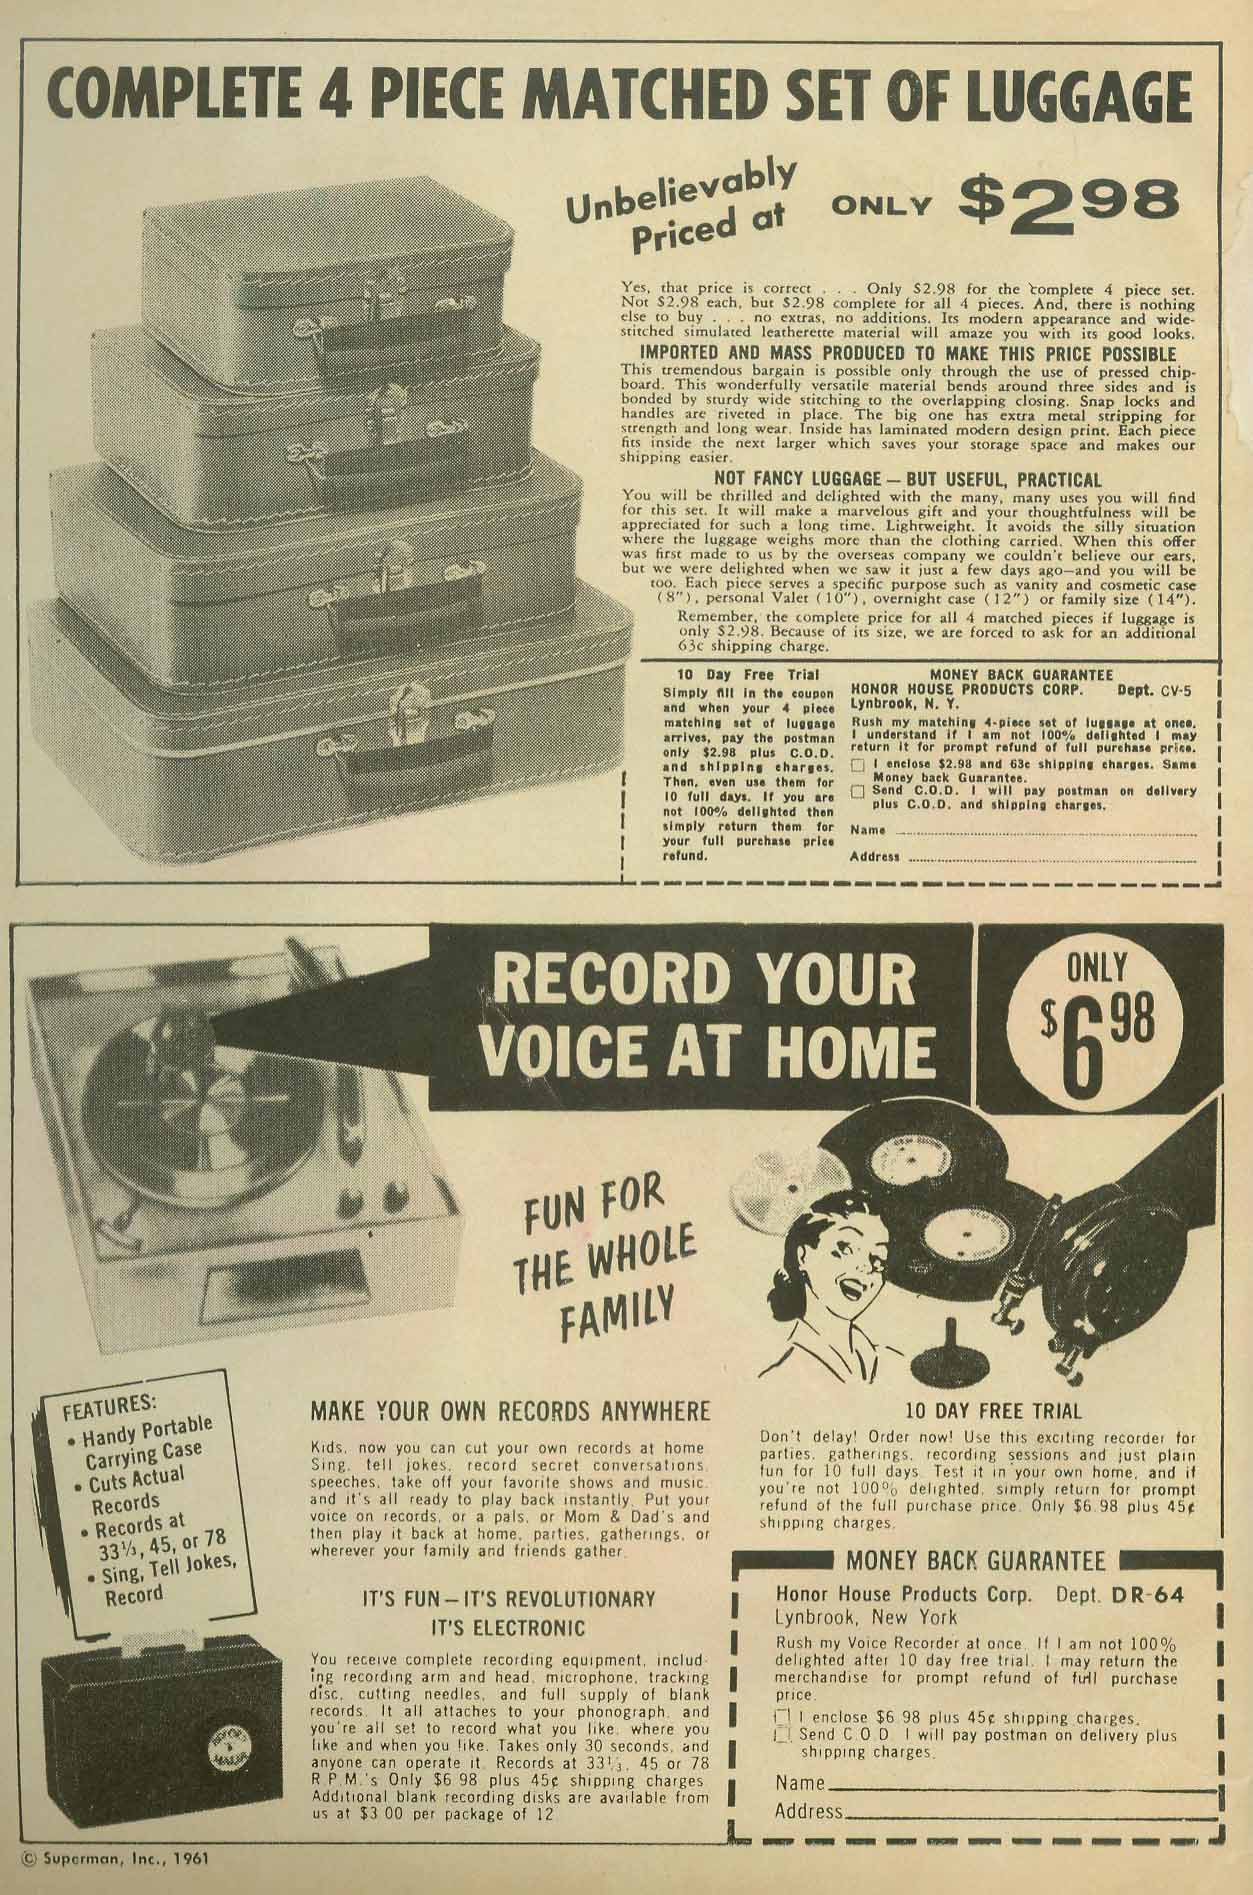 COMPLETE 4 PIECE MATCHED SET OF LUGGAGE
Unbelievably
Priced at
ONLY $2.98
Yes, that price is correct . . . Only $2.98 for the complete 4 piece set.
Not $2.98 each, but $2.98 complete for all 4 pieces. And, there is nothing
else to buy . . . no extras, no additions. Its modern appearance and wide-
stitched simulated leatherette material will amaze you with its good looks.
IMPORTED AND MASS PRODUCED TO MAKE THIS PRICE POSSIBLE
This tremendous bargain is possible only through the use of pressed chip-
board. This wonderfully versatile material bends around three sides and is
bonded by sturdy wide stitching to the overlapping closing. Snap locks and
handles are riveted in place. The big one has extra metal stripping for
strength and long wear. Inside has laminated modern design print. Each piece
fits inside the next larger which saves your storage space and makes our
shipping easier.
NOT FANCY LUGGAGE — BUT USEFUL, PRACTICAL
You will be thrilled and delighted with the many, many uses you will find
for this set. It will make a marvelous gift and your thoughtfulness will be
appreciated for such a long time. Lightweight. It avoids the silly situation
where the luggage weighs more than the clothing carried. When this offer
was first made to us by the overseas company we couldn't believe our ears,
but we were delighted when we saw it just a few days ago—and you will be
too. Each piece serves a specific purpose such as vanity and cosmetic case
(8"), personal Valet (10"), overnight case (12") or family size (14").
Remember, the complete price for all 4 matched pieces if luggage is
only $2.98. Because of its size, we are forced to ask for an additional
63c shipping charge.
10 Day Free Trial
Simply fill in the coupon
and when your 4 piece
matching set of luggage
arrives, pay the postman
only $2.98 plus C.O.D.
and shipping charges.
Then, even use them for
10 full days. If you are
not 100% delighted then
simply return them for
your full purchase price
refund.
MONEY BACK GUARANTEE
HONOR HOUSE PRODUCTS CORP. Dept. CV-5
Lynbrook, N. Y.
Rush my matching 4-piece set of luggage at once.
I understand if I am not 100% delighted I may
return it for prompt refund of full purchase price.
I enclose $2.98 and 63c shipping charges. Same
Money back Guarantee.
Send C.O.D. I will pay postman on delivery
plus C.O.D. and shipping charges.
Name
Address
RECORD YOUR
VOICE AT HOME
ONLY
$6.98
FUN FOR
THE WHOLE
FAMILY
FEATURES:
• Handy Portable
Carrying Case
• Cuts Actual
Records
• Records at
33⅓, 45, or 78
• Sing, Tell Jokes,
Record
MAKE YOUR OWN RECORDS ANYWHERE
Kids, now you can cut your own records at home.
Sing, tell jokes, record secret conversations,
speeches, take off your favorite shows and music.
and it's all ready to play back instantly. Put your
voice on records, or a pals, or Mom & Dad's and
then play it back at home, parties, gatherings, or
wherever your family and friends gather.
IT'S FUN—IT'S REVOLUTIONARY
IT'S ELECTRONIC
You receive complete recording equipment, includ-
ing recording arm and head, microphone, tracking
disc, cutting needles, and full supply of blank
records. It all attaches to your phonograph, and
you're all set to record what you like, where you
like and when you like. Takes only 30 seconds, and
anyone can operate it. Records at 33⅓, 45 or 78
R.P.M.'s Only $6.98 plus 45¢ shipping charges
Additional blank recording disks are available from
us at $3.00 per package of 12
10 DAY FREE TRIAL
Don't delay! Order now! Use this exciting recorder for
parties, gatherings, recording sessions and just plain
fun for 10 full days. Test it in your own home, and if
you're not 100% delighted, simply return for prompt
refund of the full purchase price. Only $6.98 plus 45¢
shipping charges.
MONEY BACK GUARANTEE
Honor House Products Corp. Dept. DR-64
Lynbrook, New York
Rush my Voice Recorder at once. If I am not 100%
delighted after 10 day free trial, I may return the
merchandise for prompt refund of full purchase
price.
I enclose $6.98 plus 45¢ shipping charges.
Send C.O.D. I will pay postman on delivery plus
shipping charges.
Name
Address
© Superman, Inc., 1961